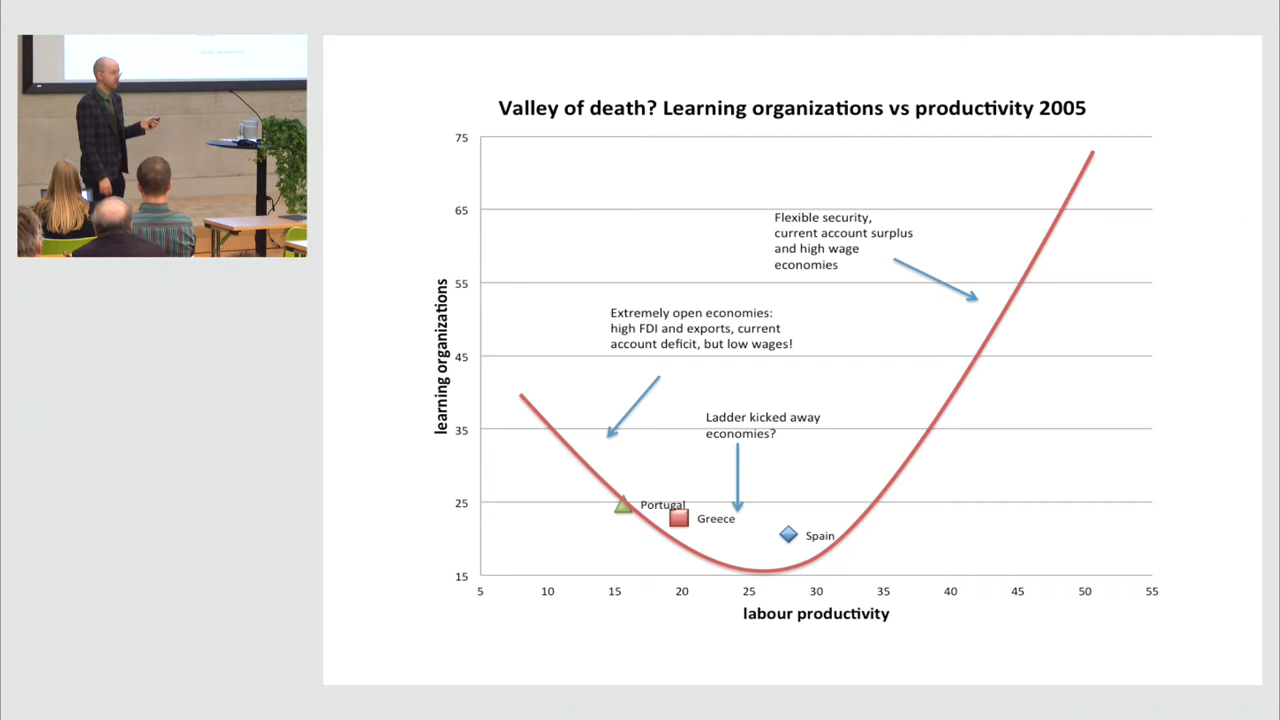 Valley of death? Learning organizations vs productivity 2005
75
65
55
45
35
25
15
learning organizations
Flexible security,
current account surplus
and high wage
economies
Extremely open economies:
high FDI and exports, current
account deficit, but low wages!
Ladder kicked away
economies?
Portugal
Greece
Spain
5 10 15 20 25 30 35 40 45 50 55
labour productivity